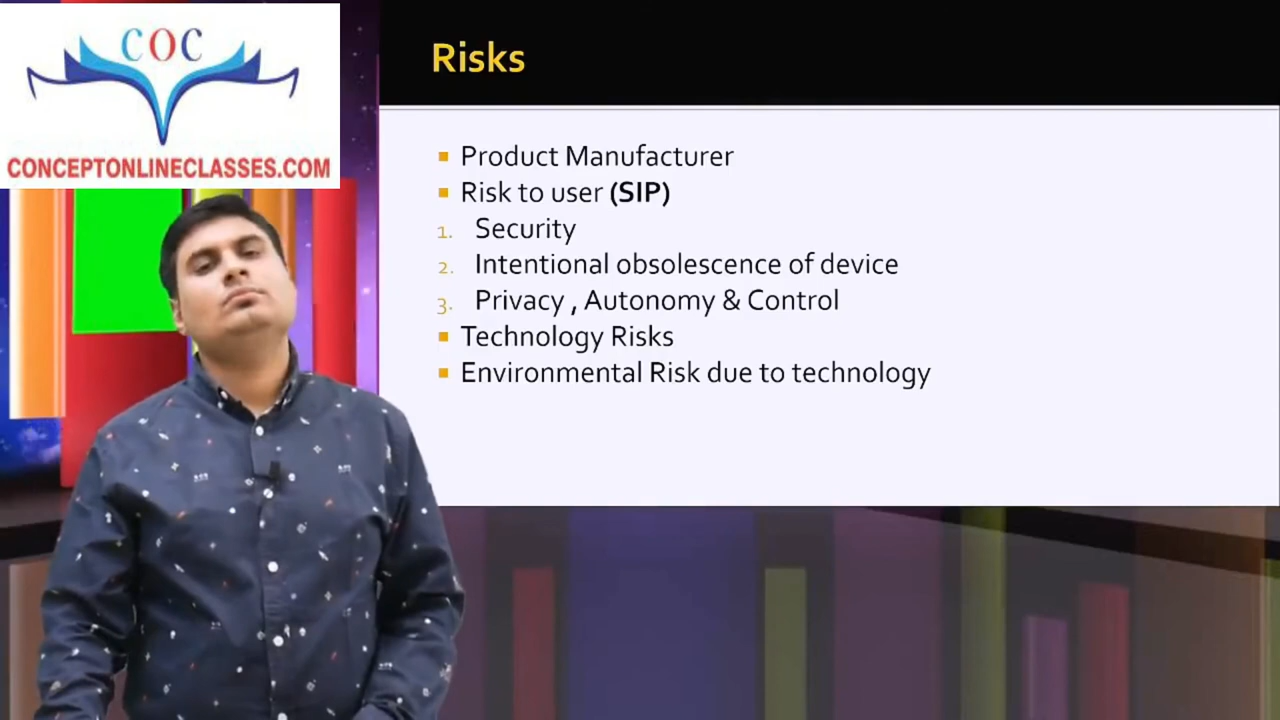 COC
CONCEPTONLINECLASSES.COM
Risks
Product Manufacturer
Risk to user (SIP)
1. Security
2. Intentional obsolescence of device
3. Privacy , Autonomy & Control
Technology Risks
Environmental Risk due to technology